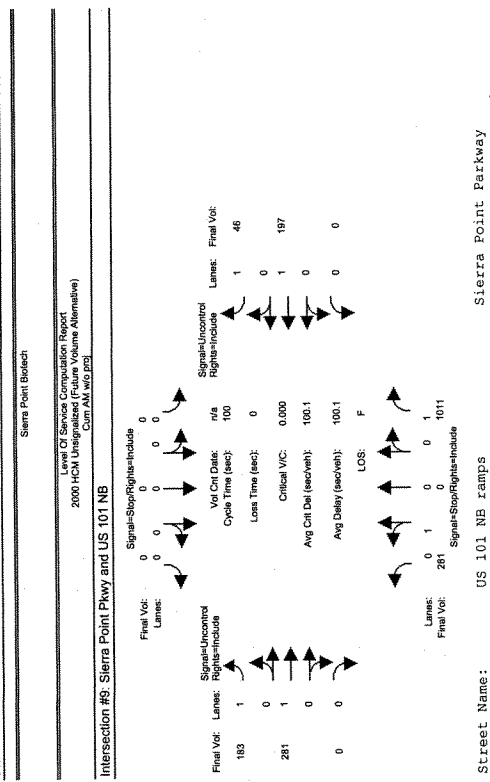 Sierra Point Biotech
Level Of Service Computation Report
2000 HCM Unsignalized (Future Volume Alternative)
Cum AM w/o proj
Intersection #9: Sierra Point Pkwy and US 101 NB
Signal=Stop/Rights=Include
Final Vol: 0 0 0
Lanes: 0 0 0 0 0
Signal=Uncontrol
Rights=Include
Final Vol: Lanes:
183 1
0
281 1
0
0 0
Vol Cnt Date: n/a
Cycle Time (sec): 100
Loss Time (sec): 0
Critical V/C: 0.000
Avg Crit Del (sec/veh): 100.1
Avg Delay (sec/veh): 100.1
LOS: F
Signal=Uncontrol
Rights=Include
Lanes: Final Vol:
1 46
0
1 197
0
0 0
Lanes: 0 1 0 0 1
Final Vol: 281 0 1011
Signal=Stop/Rights=Include
Street Name: US 101 NB ramps Sierra Point Parkway